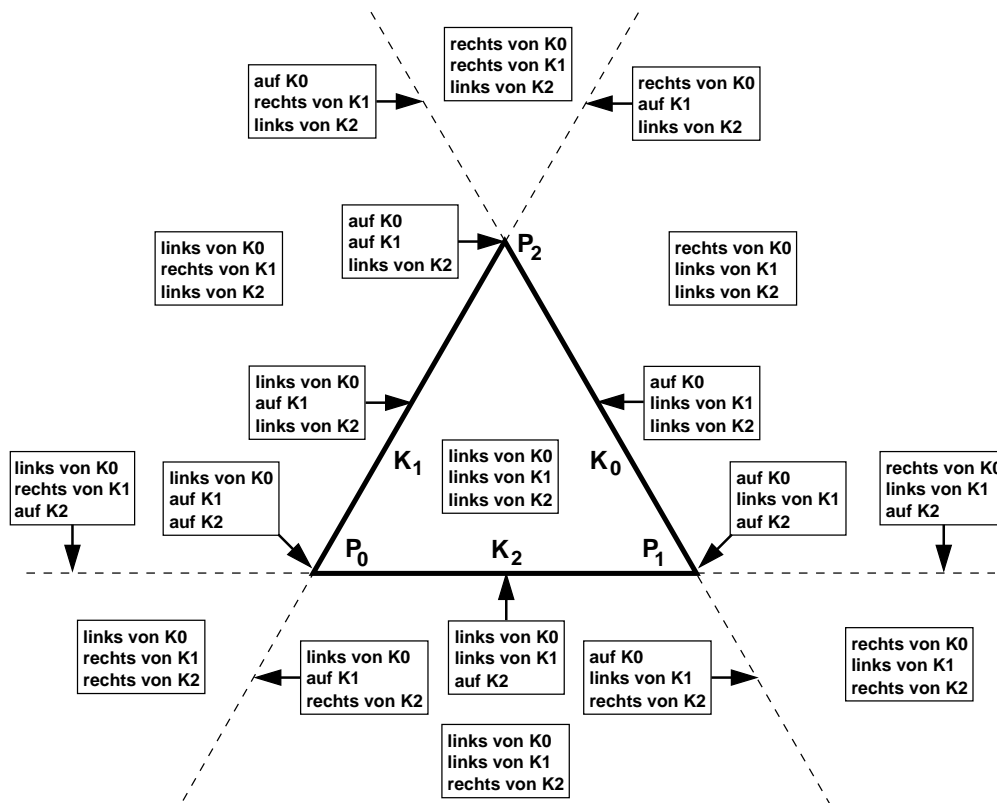 rechts von K0
rechts von K1
links von K2
auf K0
rechts von K1
links von K2
rechts von K0
auf K1
links von K2
auf K0
auf K1
links von K2
P2
links von K0
rechts von K1
links von K2
rechts von K0
links von K1
links von K2
links von K0
auf K1
links von K2
auf K0
links von K1
links von K2
K1
links von K0
links von K1
links von K2
K0
links von K0
rechts von K1
auf K2
links von K0
auf K1
auf K2
auf K0
links von K1
auf K2
rechts von K0
links von K1
auf K2
P0
K2
P1
links von K0
rechts von K1
rechts von K2
links von K0
auf K1
rechts von K2
links von K0
links von K1
auf K2
auf K0
links von K1
rechts von K2
rechts von K0
links von K1
rechts von K2
links von K0
links von K1
rechts von K2